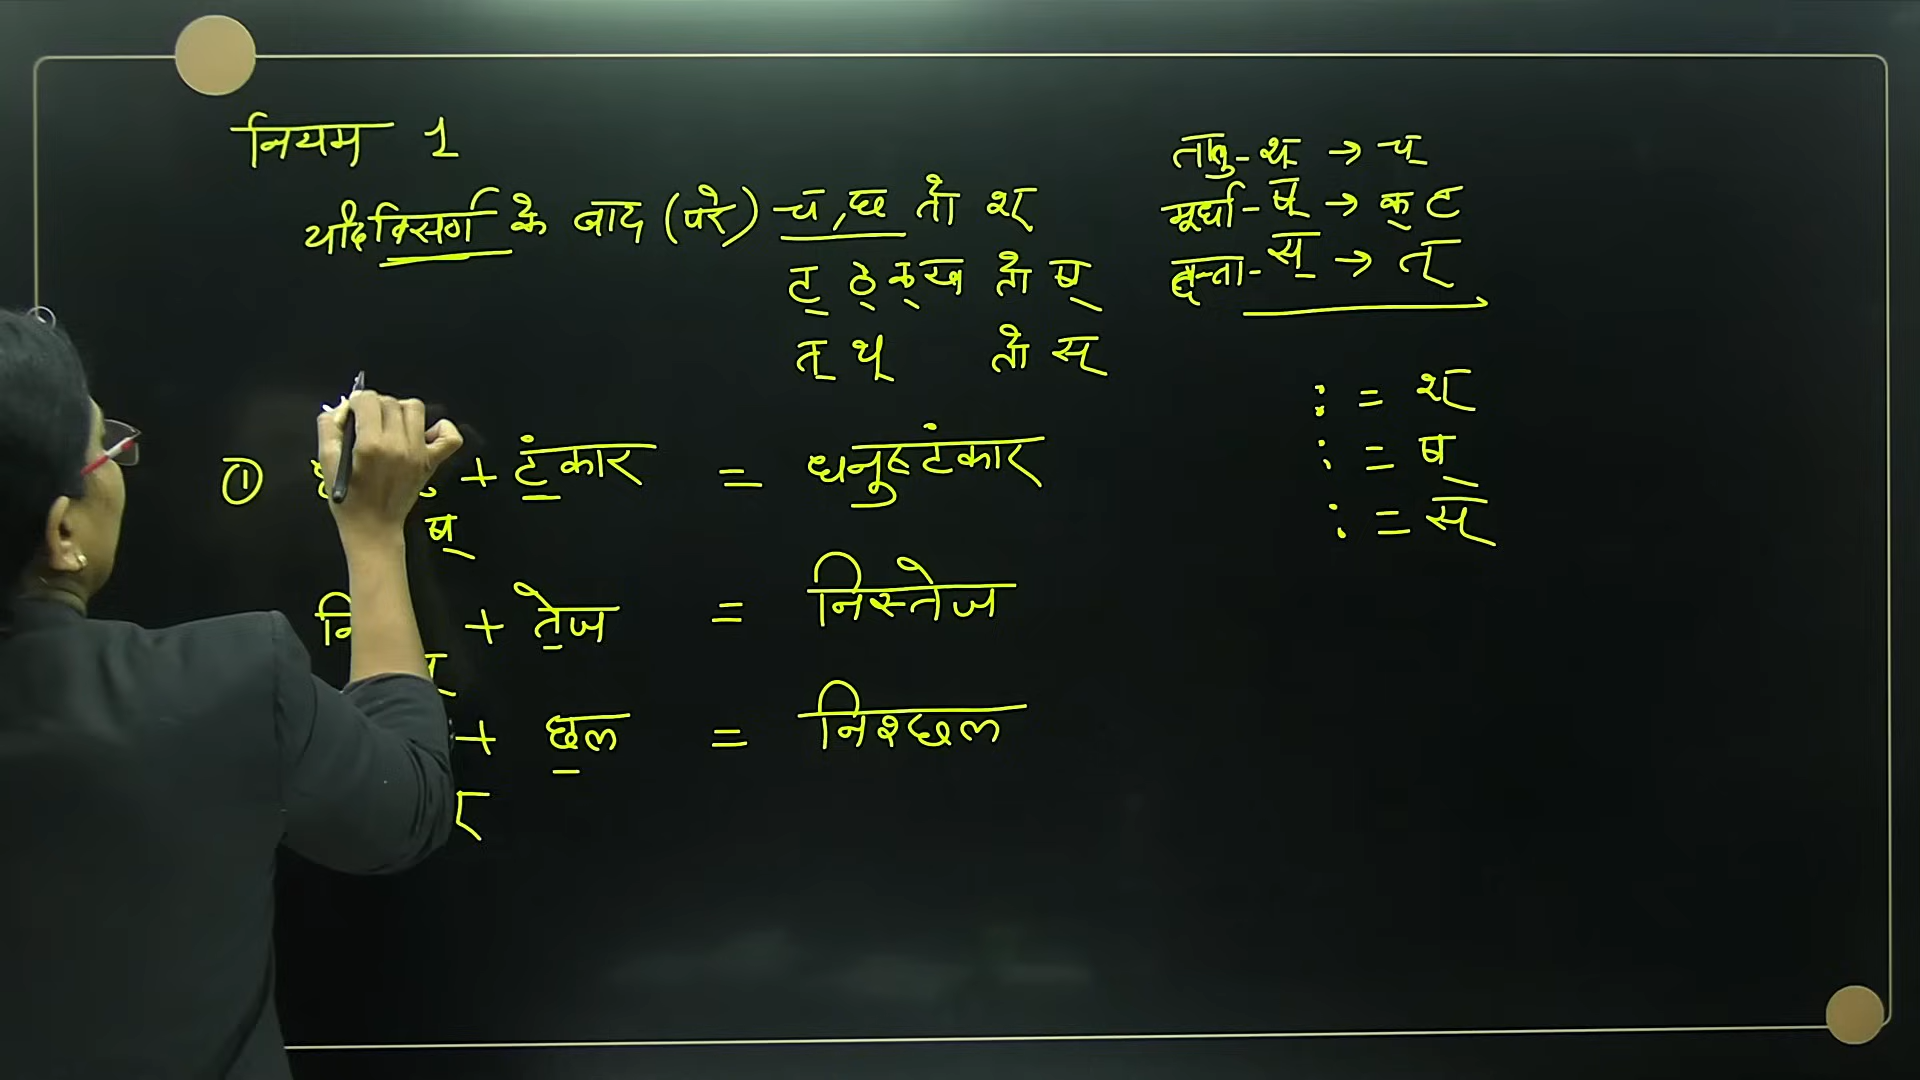 नियम 1
यदि विसर्ग के बाद (परे) च, छ तो श्
ट् ठ् क् ख तो ष्
त् थ् तो स्
तालु - श् → च्
मूर्धा - ष् → क् ट
दन्ता - स् → त्
: = श्
: = ष्
: = स्
① + टंकार = धनुष्टंकार
ष्
नि + तेज = निस्तेज
+ छल = निश्छल